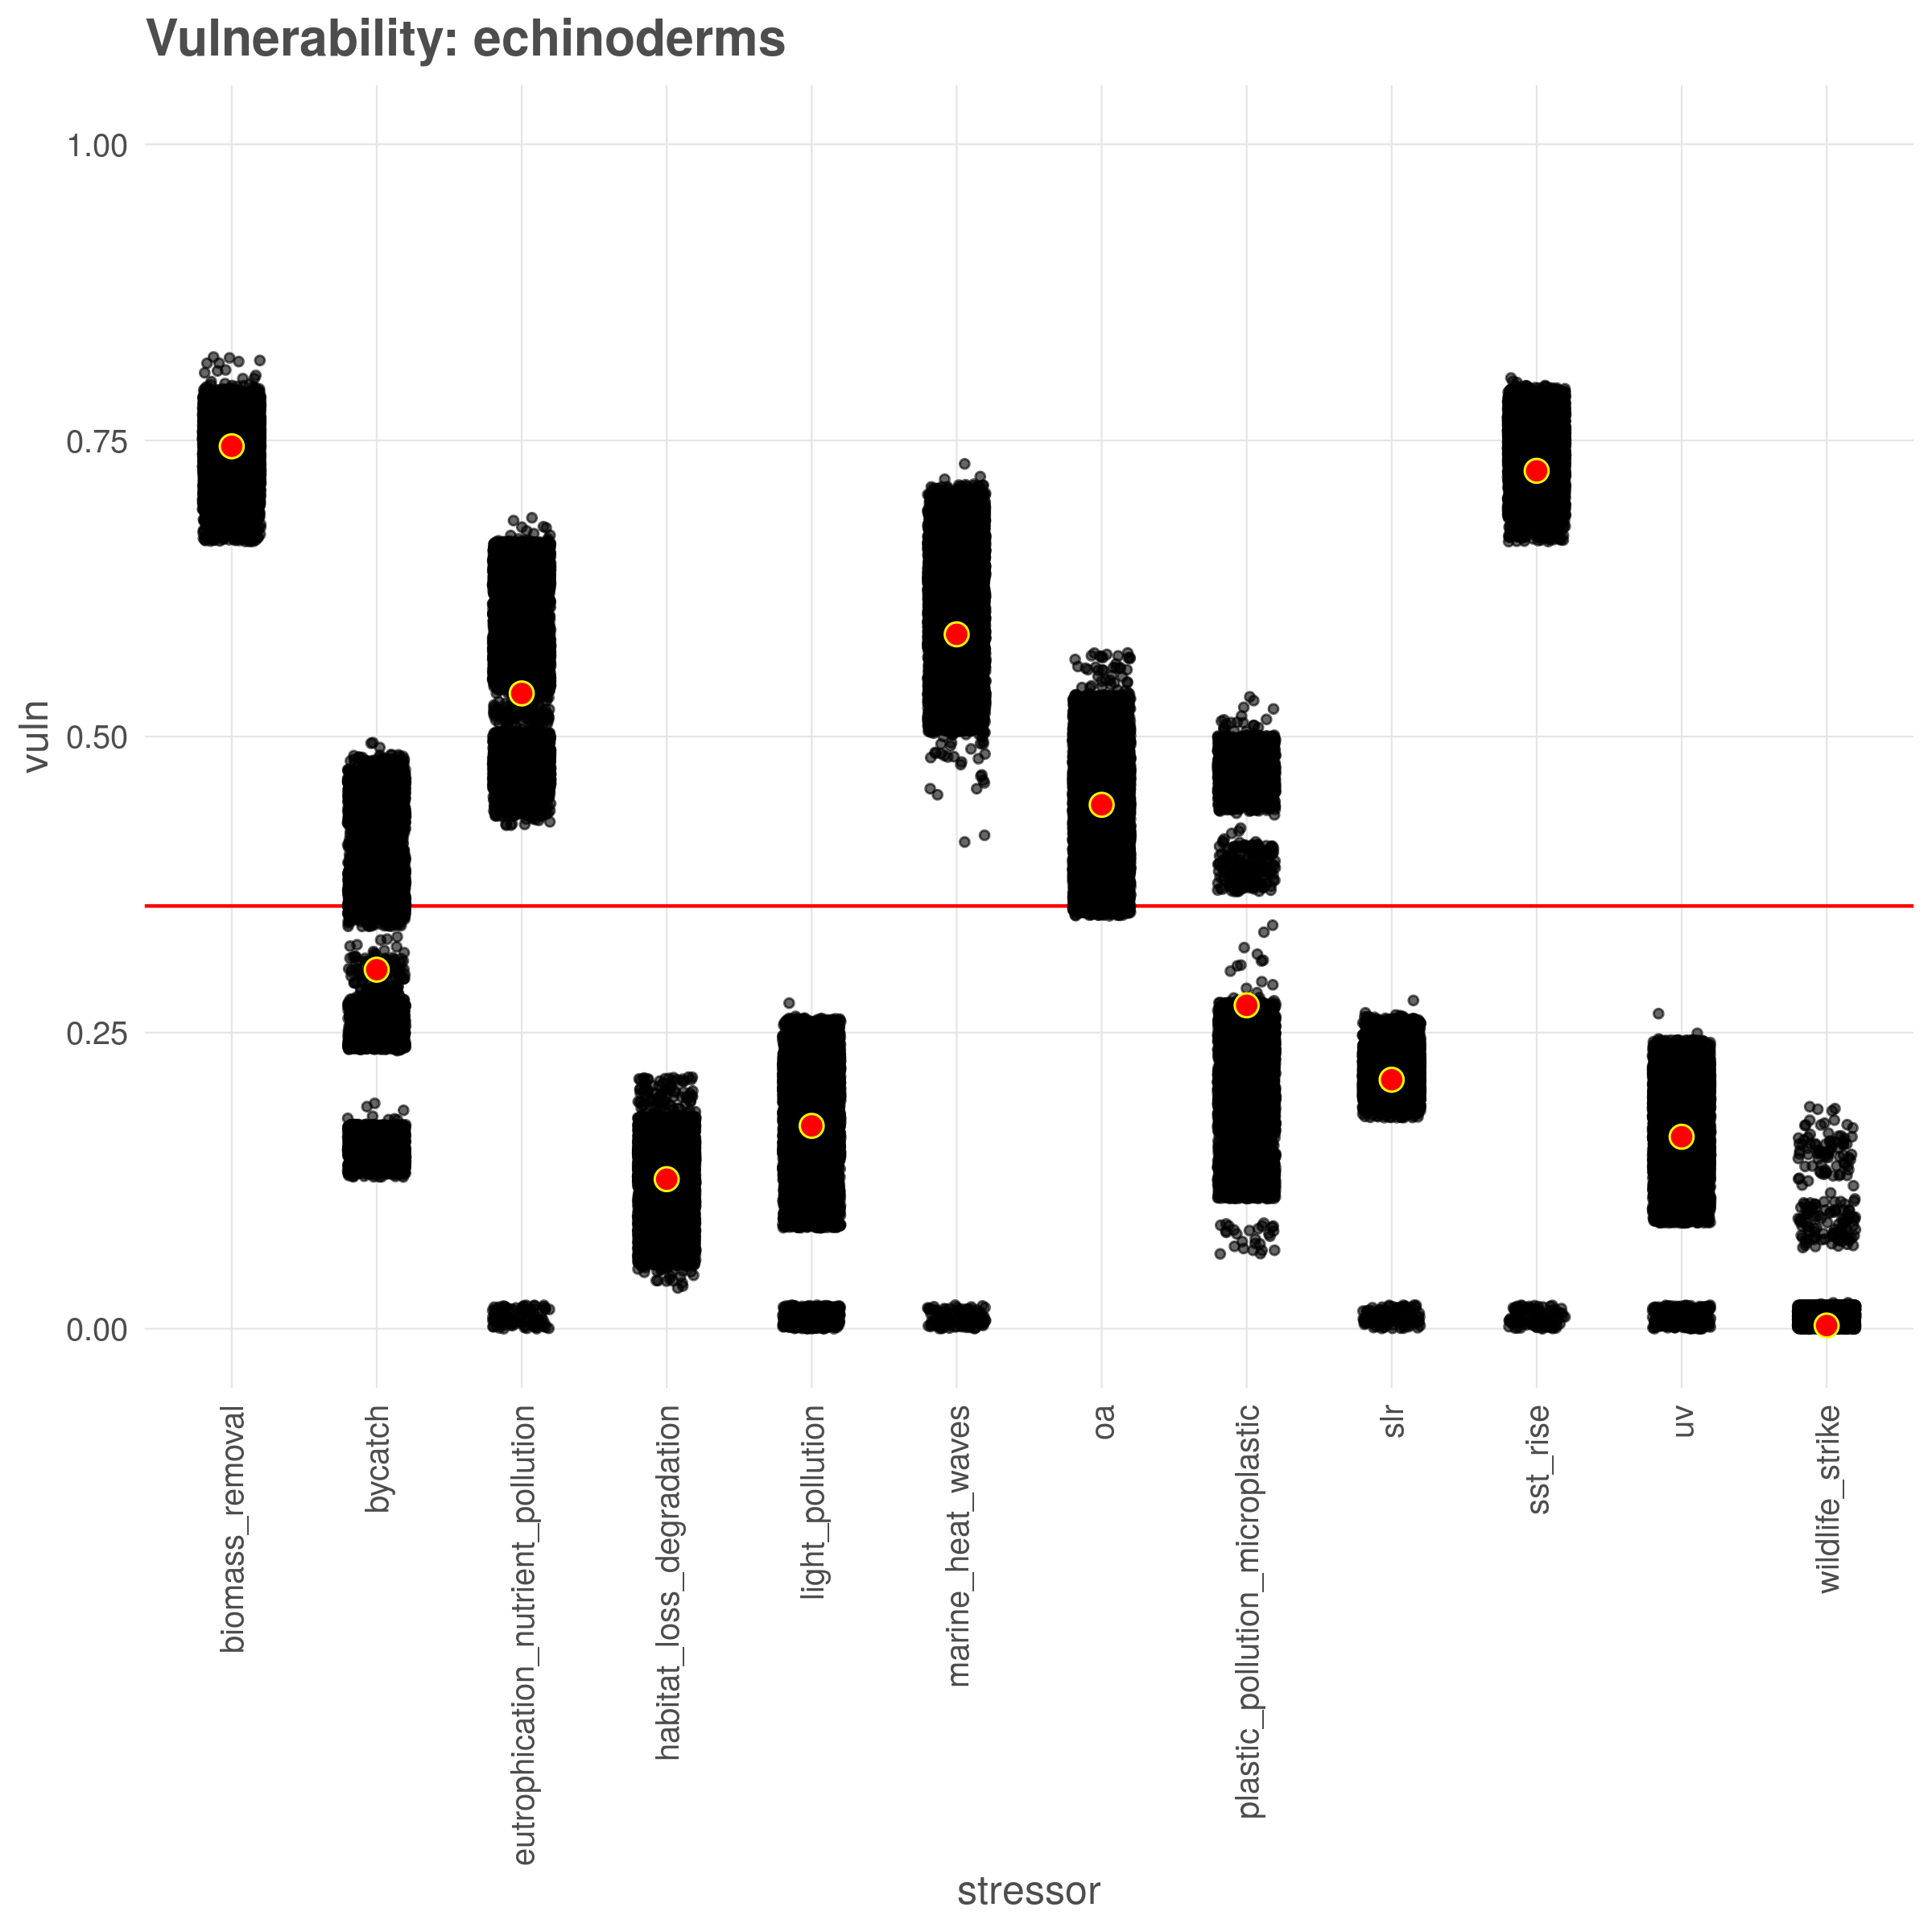 Vulnerability: echinoderms
vuln
1.00
0.75
0.50
0.25
0.00
biomass_removal
bycatch
eutrophication_nutrient_pollution
habitat_loss_degradation
light_pollution
marine_heat_waves
oa
plastic_pollution_microplastic
slr
sst_rise
uv
wildlife_strike
stressor